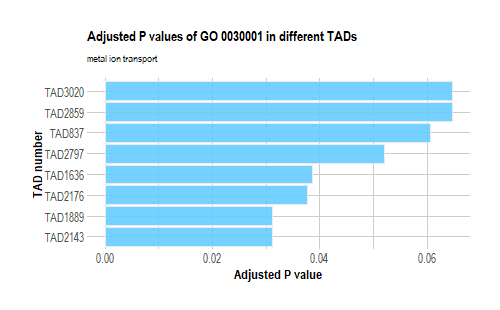 Adjusted P values of GO 0030001 in different TADs
metal ion transport
TAD number
TAD3020
TAD2859
TAD837
TAD2797
TAD1636
TAD2176
TAD1889
TAD2143
0.00 0.02 0.04 0.06
Adjusted P value